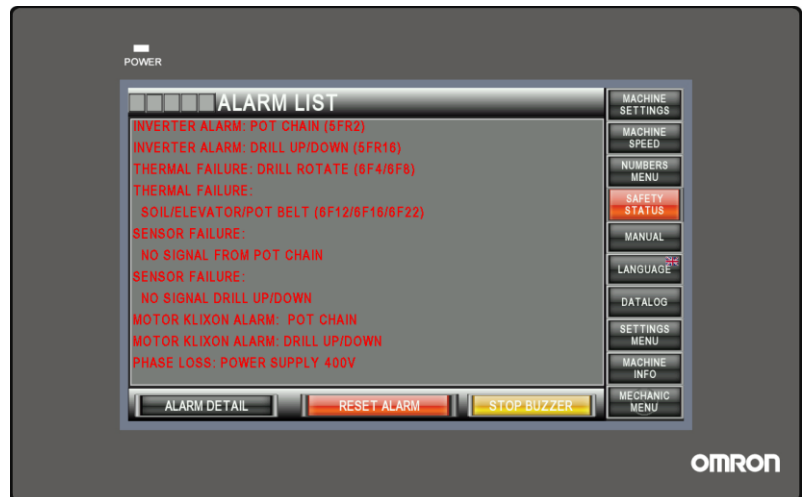 POWER
ALARM LIST
INVERTER ALARM: POT CHAIN (5FR2)
INVERTER ALARM: DRILL UP/DOWN (5FR16)
THERMAL FAILURE: DRILL ROTATE (6F4/6F8)
THERMAL FAILURE:
SOIL/ELEVATOR/POT BELT (6F12/6F16/6F22)
SENSOR FAILURE:
NO SIGNAL FROM POT CHAIN
SENSOR FAILURE:
NO SIGNAL DRILL UP/DOWN
MOTOR KLIXON ALARM: POT CHAIN
MOTOR KLIXON ALARM: DRILL UP/DOWN
PHASE LOSS: POWER SUPPLY 400V
ALARM DETAIL
RESET ALARM
STOP BUZZER
MACHINE
SETTINGS
MACHINE
SPEED
NUMBERS
MENU
SAFETY
STATUS
MANUAL
LANGUAGE
DATALOG
SETTINGS
MENU
MACHINE
INFO
MECHANIC
MENU
OMRON